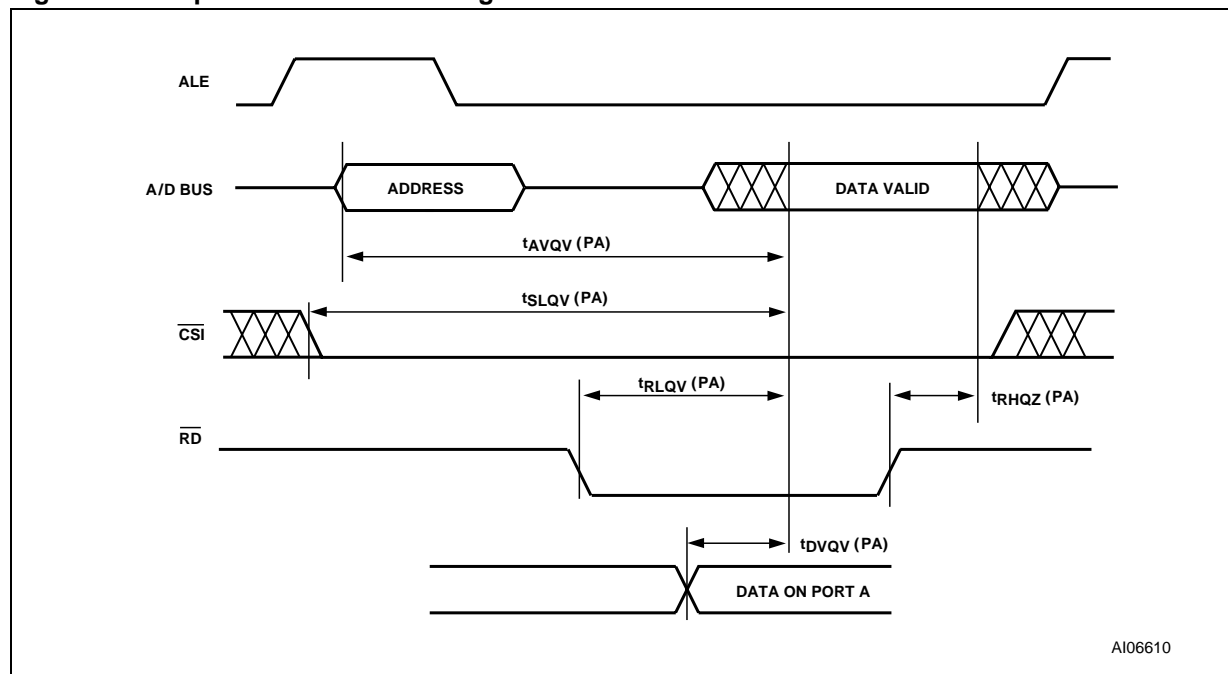 ALE
A/D BUS
ADDRESS
DATA VALID
tAVQV (PA)
tSLQV (PA)
CSI
tRLQV (PA)
tRHQZ (PA)
RD
tDVQV (PA)
DATA ON PORT A
AI06610